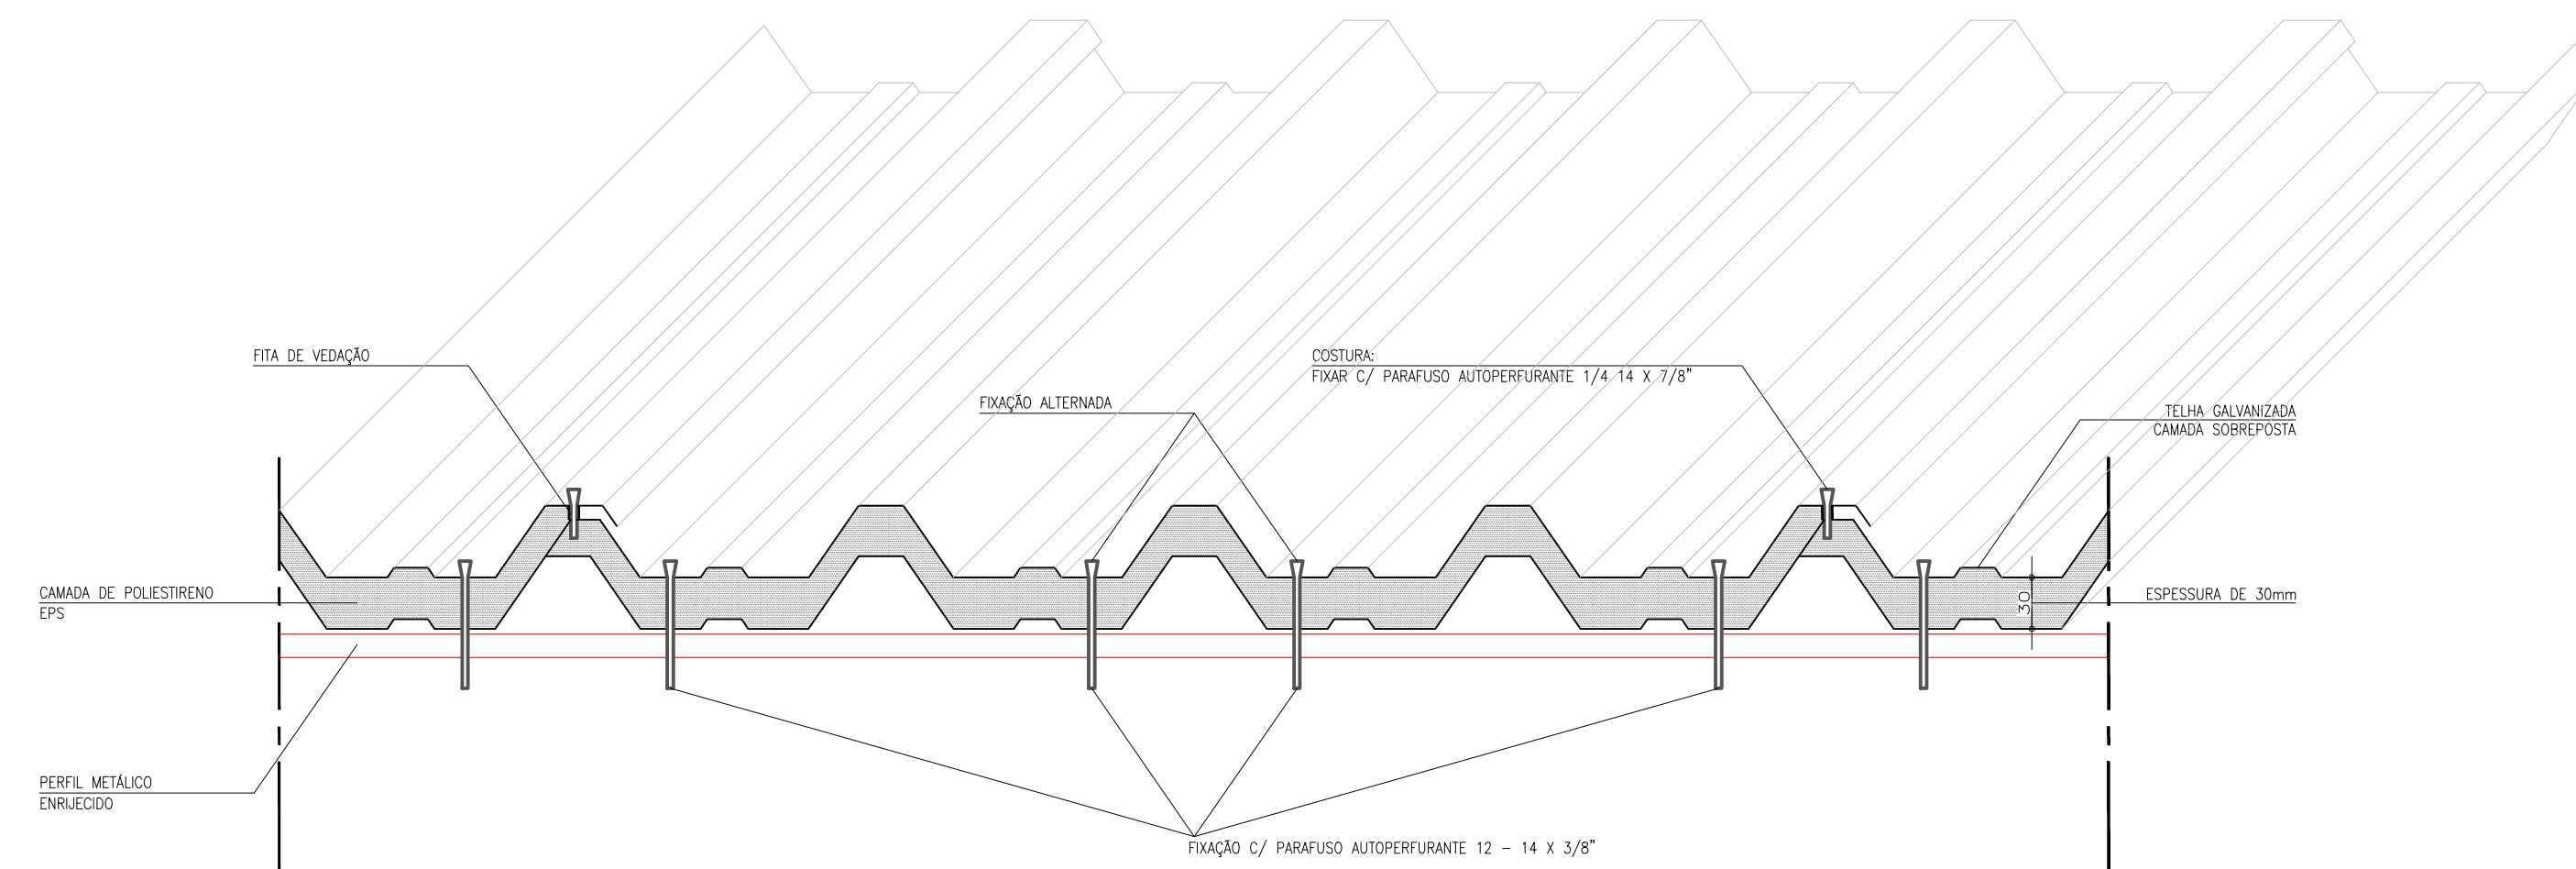 FITA DE VEDAÇÃO
COSTURA:
FIXAR C/ PARAFUSO AUTOPERFURANTE 1/4 14 X 7/8"
FIXAÇÃO ALTERNADA
TELHA GALVANIZADA
CAMADA SOBREPOSTA
CAMADA DE POLIESTIRENO
EPS
30
ESPESSURA DE 30mm
PERFIL METÁLICO
ENRIJECIDO
FIXAÇÃO C/ PARAFUSO AUTOPERFURANTE 12 - 14 X 3/8"